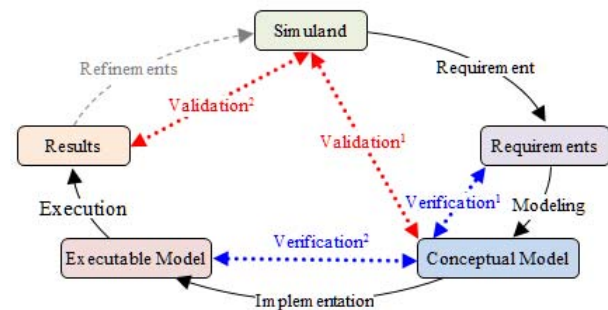 Simuland
Refinements
Requirement
Validation²
Validation¹
Results
Requirements
Execution
Verification¹
Modeling
Verification²
Executable Model
Conceptual Model
Implementation